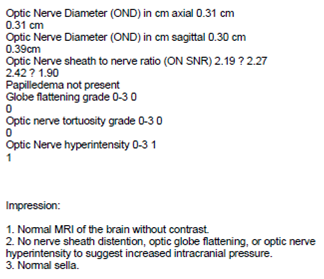 Optic Nerve Diameter (OND) in cm axial 0.31 cm
0.31 cm
Optic Nerve Diameter (OND) in cm sagittal 0.30 cm
0.39cm
Optic Nerve sheath to nerve ratio (ON SNR) 2.19 ? 2.27
2.42 ? 1.90
Papilledema not present
Globe flattening grade 0-3 0
0
Optic nerve tortuosity grade 0-3 0
0
Optic Nerve hyperintensity 0-3 1
1
Impression:
1. Normal MRI of the brain without contrast.
2. No nerve sheath distention, optic globe flattening, or optic nerve
hyperintensity to suggest increased intracranial pressure.
3. Normal sella.